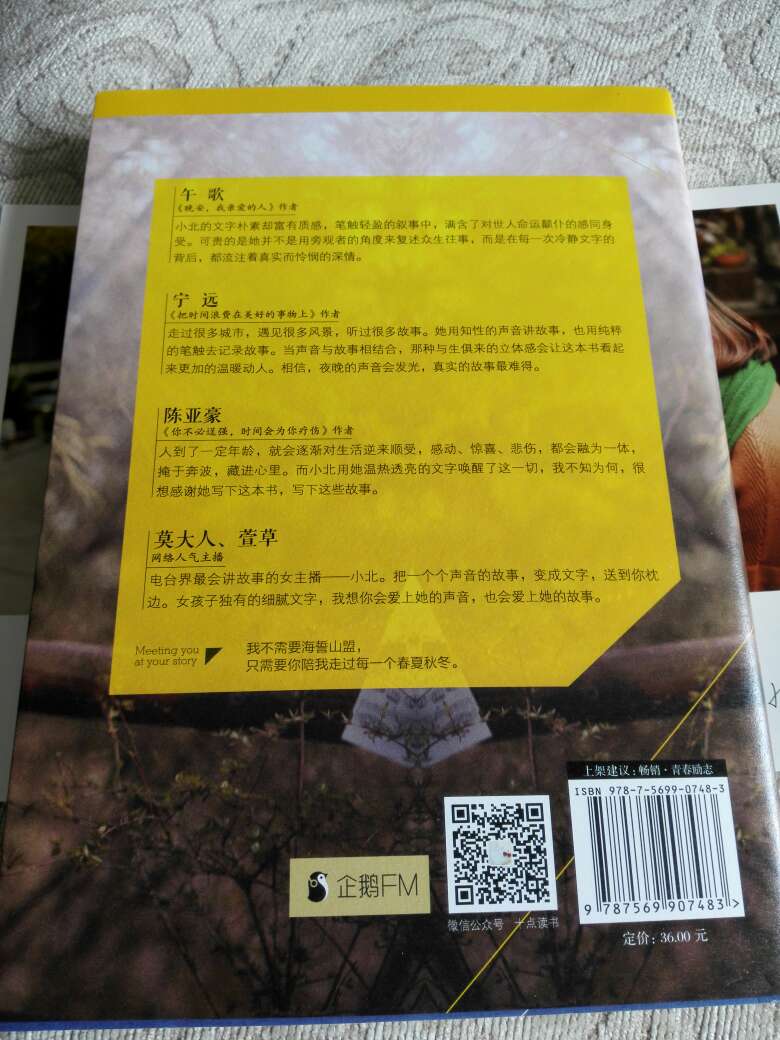 午 歌
《晚安，我亲爱的人》作者
小北的文字朴素却富有质感，笔触轻盈的叙事中，满含了对世人命运颠仆的感同身
受。可贵的是她并不是用旁观者的角度来复述众生往事，而是在每一次冷静文字的
背后，都流注着真实而怜悯的深情。
宁 远
《把时间浪费在美好的事物上》作者
走过很多城市，遇见很多风景，听过很多故事。她用知性的声音讲故事，也用纯粹
的笔触去记录故事。当声音与故事相结合，那种与生俱来的立体感会让这本书看起
来更加的温暖动人。相信，夜晚的声音会发光，真实的故事最难得。
陈亚豪
《你不必逞强，时间会为你疗伤》作者
人到了一定年龄，就会逐渐对生活逆来顺受，感动、惊喜、悲伤，都会融为一体，
掩于奔波，藏进心里。而小北用她温热透亮的文字唤醒了这一切，我不知为何，很
想感谢她写下这本书，写下这些故事。
莫大人、萱草
网络人气主播
电台界最会讲故事的女主播——小北。把一个个声音的故事，变成文字，送到你枕
边。女孩子独有的细腻文字，我想你会爱上她的声音，也会爱上她的故事。
Meeting you
at your story
我不需要海誓山盟，
只需要你陪我走过每一个春夏秋冬。
上架建议：畅销·青春励志
ISBN 978-7-5699-0748-3
9 787569 907483 >
定价：36.00 元
企鹅FM
微信公众号 十点读书